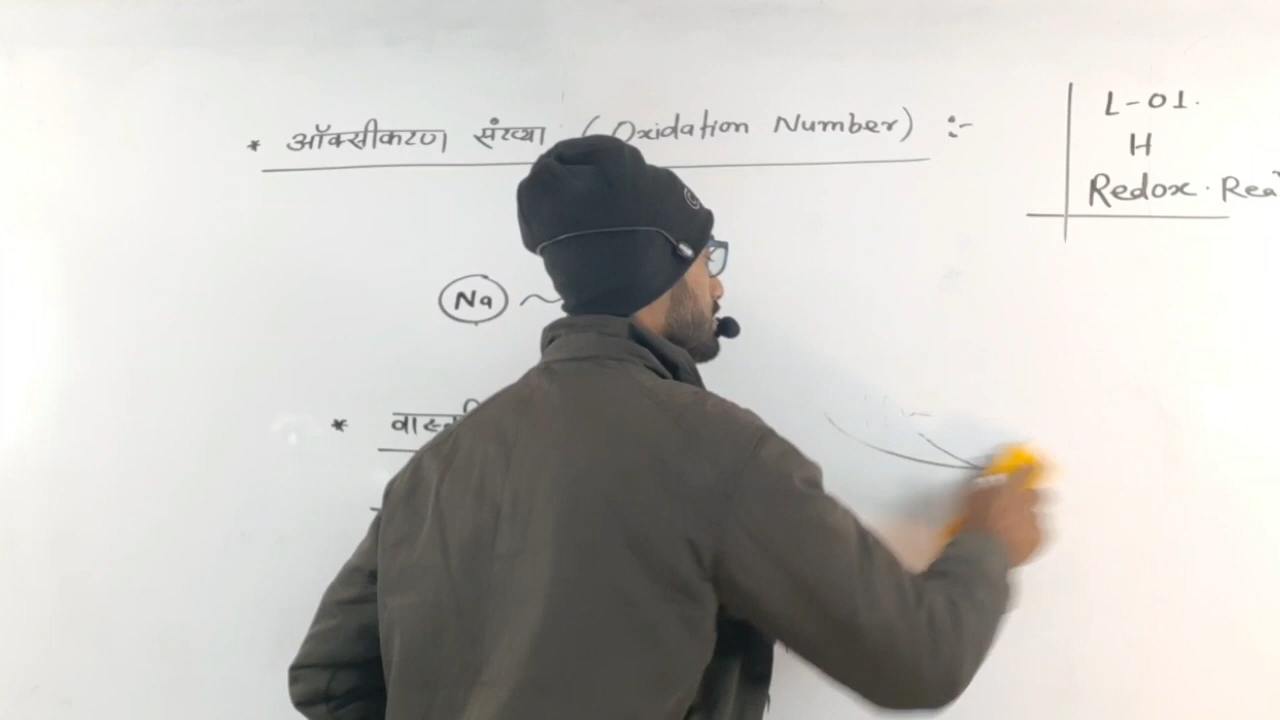 * ऑक्सीकरण संख्या (Oxidation Number) :-
L-01.
H
Redox. Rea
Na ~
*